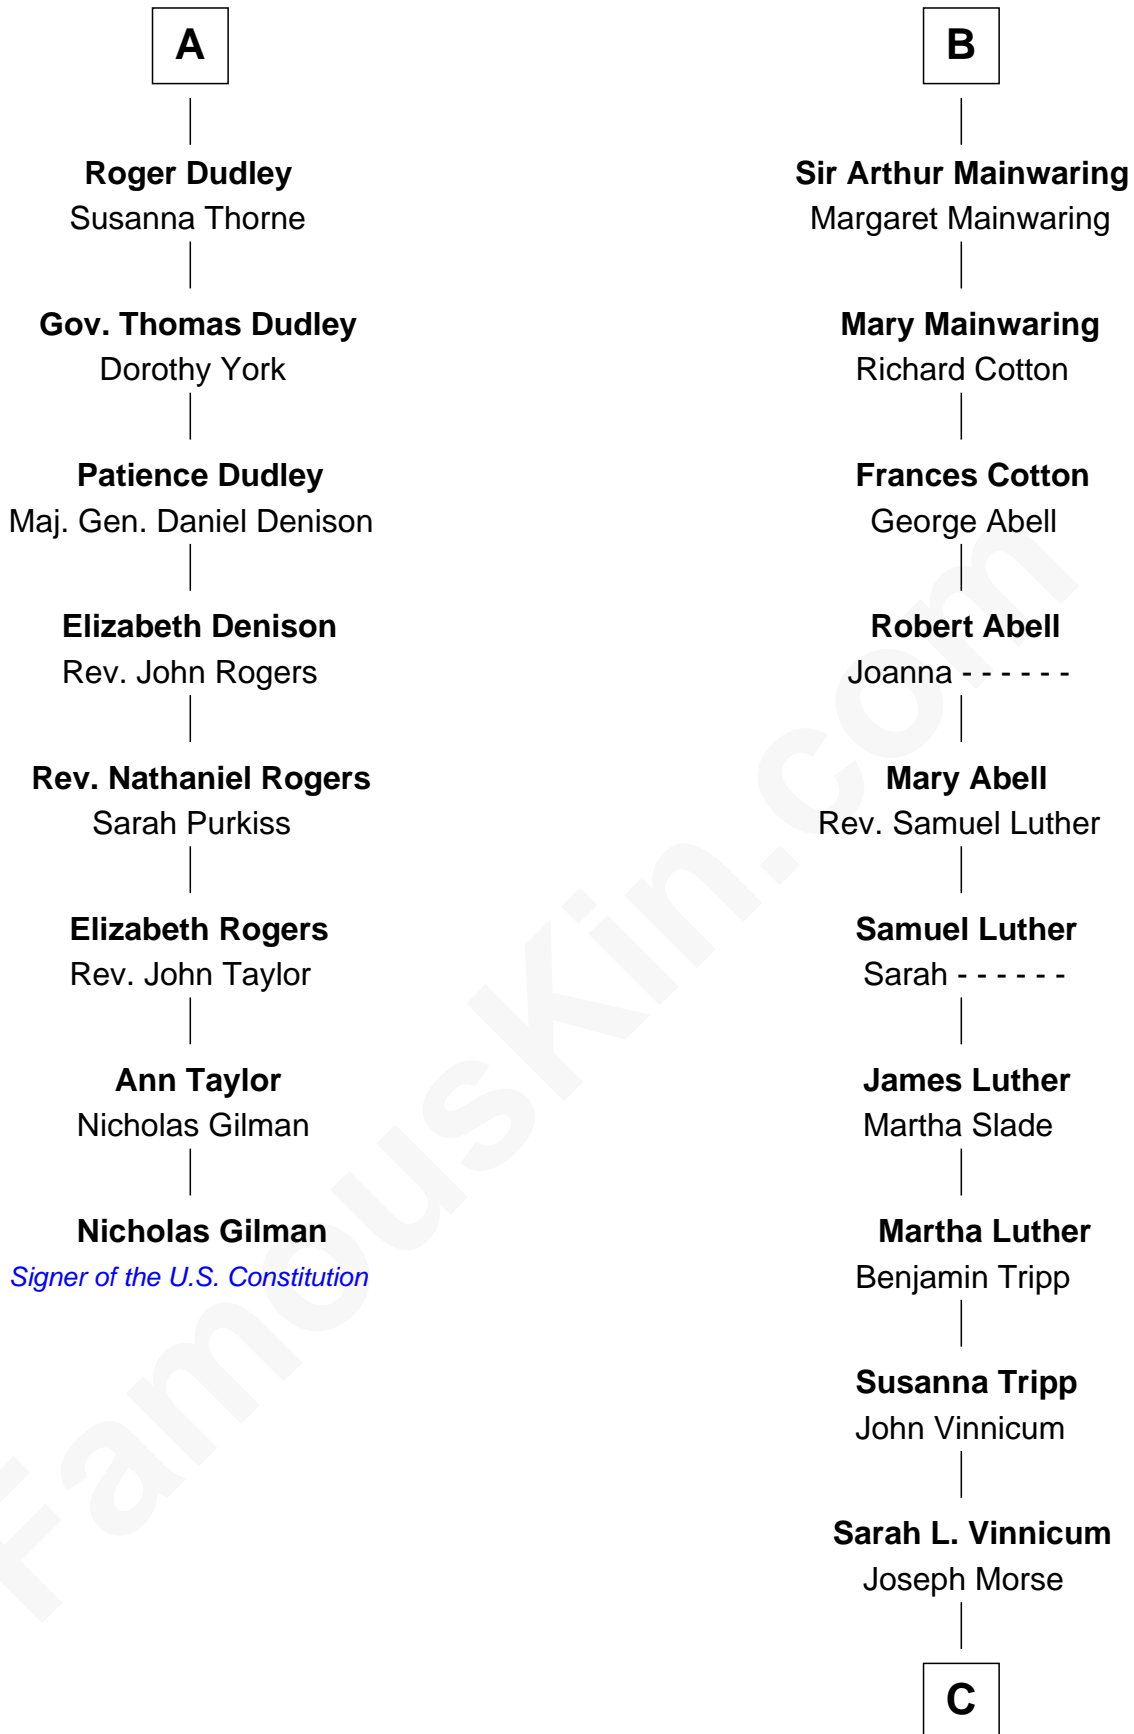 A
Roger Dudley
Susanna Thorne
Gov. Thomas Dudley
Dorothy York
Patience Dudley
Maj. Gen. Daniel Denison
Elizabeth Denison
Rev. John Rogers
Rev. Nathaniel Rogers
Sarah Purkiss
Elizabeth Rogers
Rev. John Taylor
Ann Taylor
Nicholas Gilman
Nicholas Gilman
Signer of the U.S. Constitution
B
Sir Arthur Mainwaring
Margaret Mainwaring
Mary Mainwaring
Richard Cotton
Frances Cotton
George Abell
Robert Abell
Joanna - - - - - -
Mary Abell
Rev. Samuel Luther
Samuel Luther
Sarah - - - - - -
James Luther
Martha Slade
Martha Luther
Benjamin Tripp
Susanna Tripp
John Vinnicum
Sarah L. Vinnicum
Joseph Morse
C
FamousKin.com